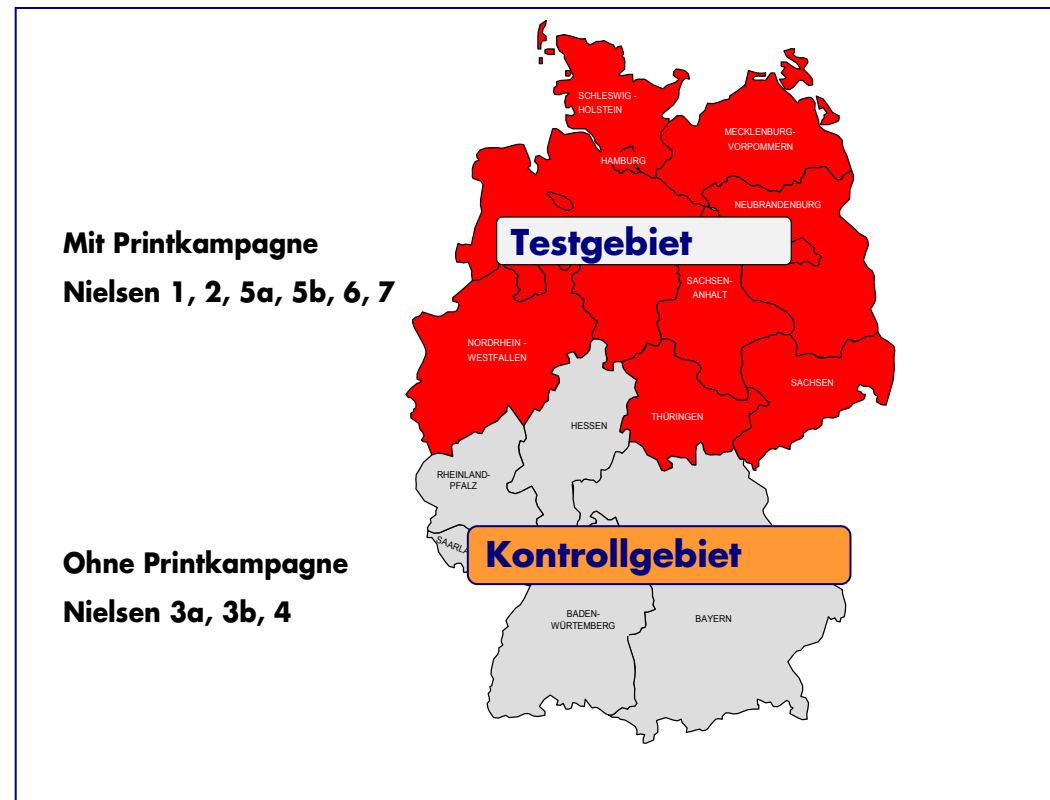 SCHLESWIG -
HOLSTEIN
MECKLENBURG-
VORPOMMERN
HAMBURG
NEUBRANDENBURG
Mit Printkampagne
Nielsen 1, 2, 5a, 5b, 6, 7
Testgebiet
SACHSEN-
ANHALT
NORDRHEIN -
WESTFALLEN
SACHSEN
THÜRINGEN
HESSEN
RHEINLAND-
PFALZ
SAARLA
Ohne Printkampagne
Nielsen 3a, 3b, 4
Kontrollgebiet
BADEN-
WÜRTEMBERG
BAYERN